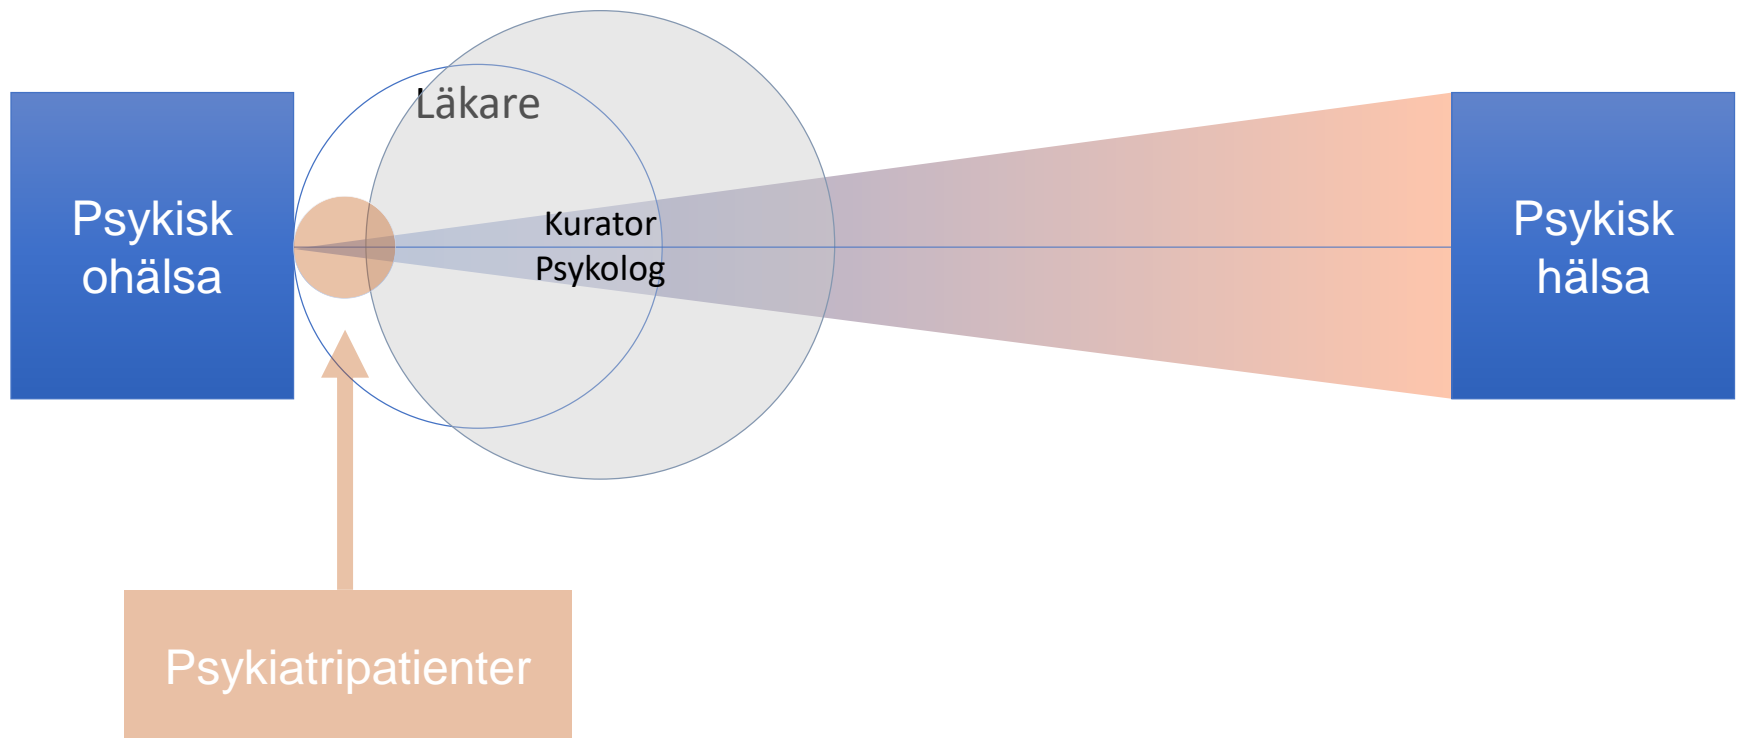 Läkare
Psykisk
ohälsa
Kurator
Psykolog
Psykisk
hälsa
Psykiatripatienter